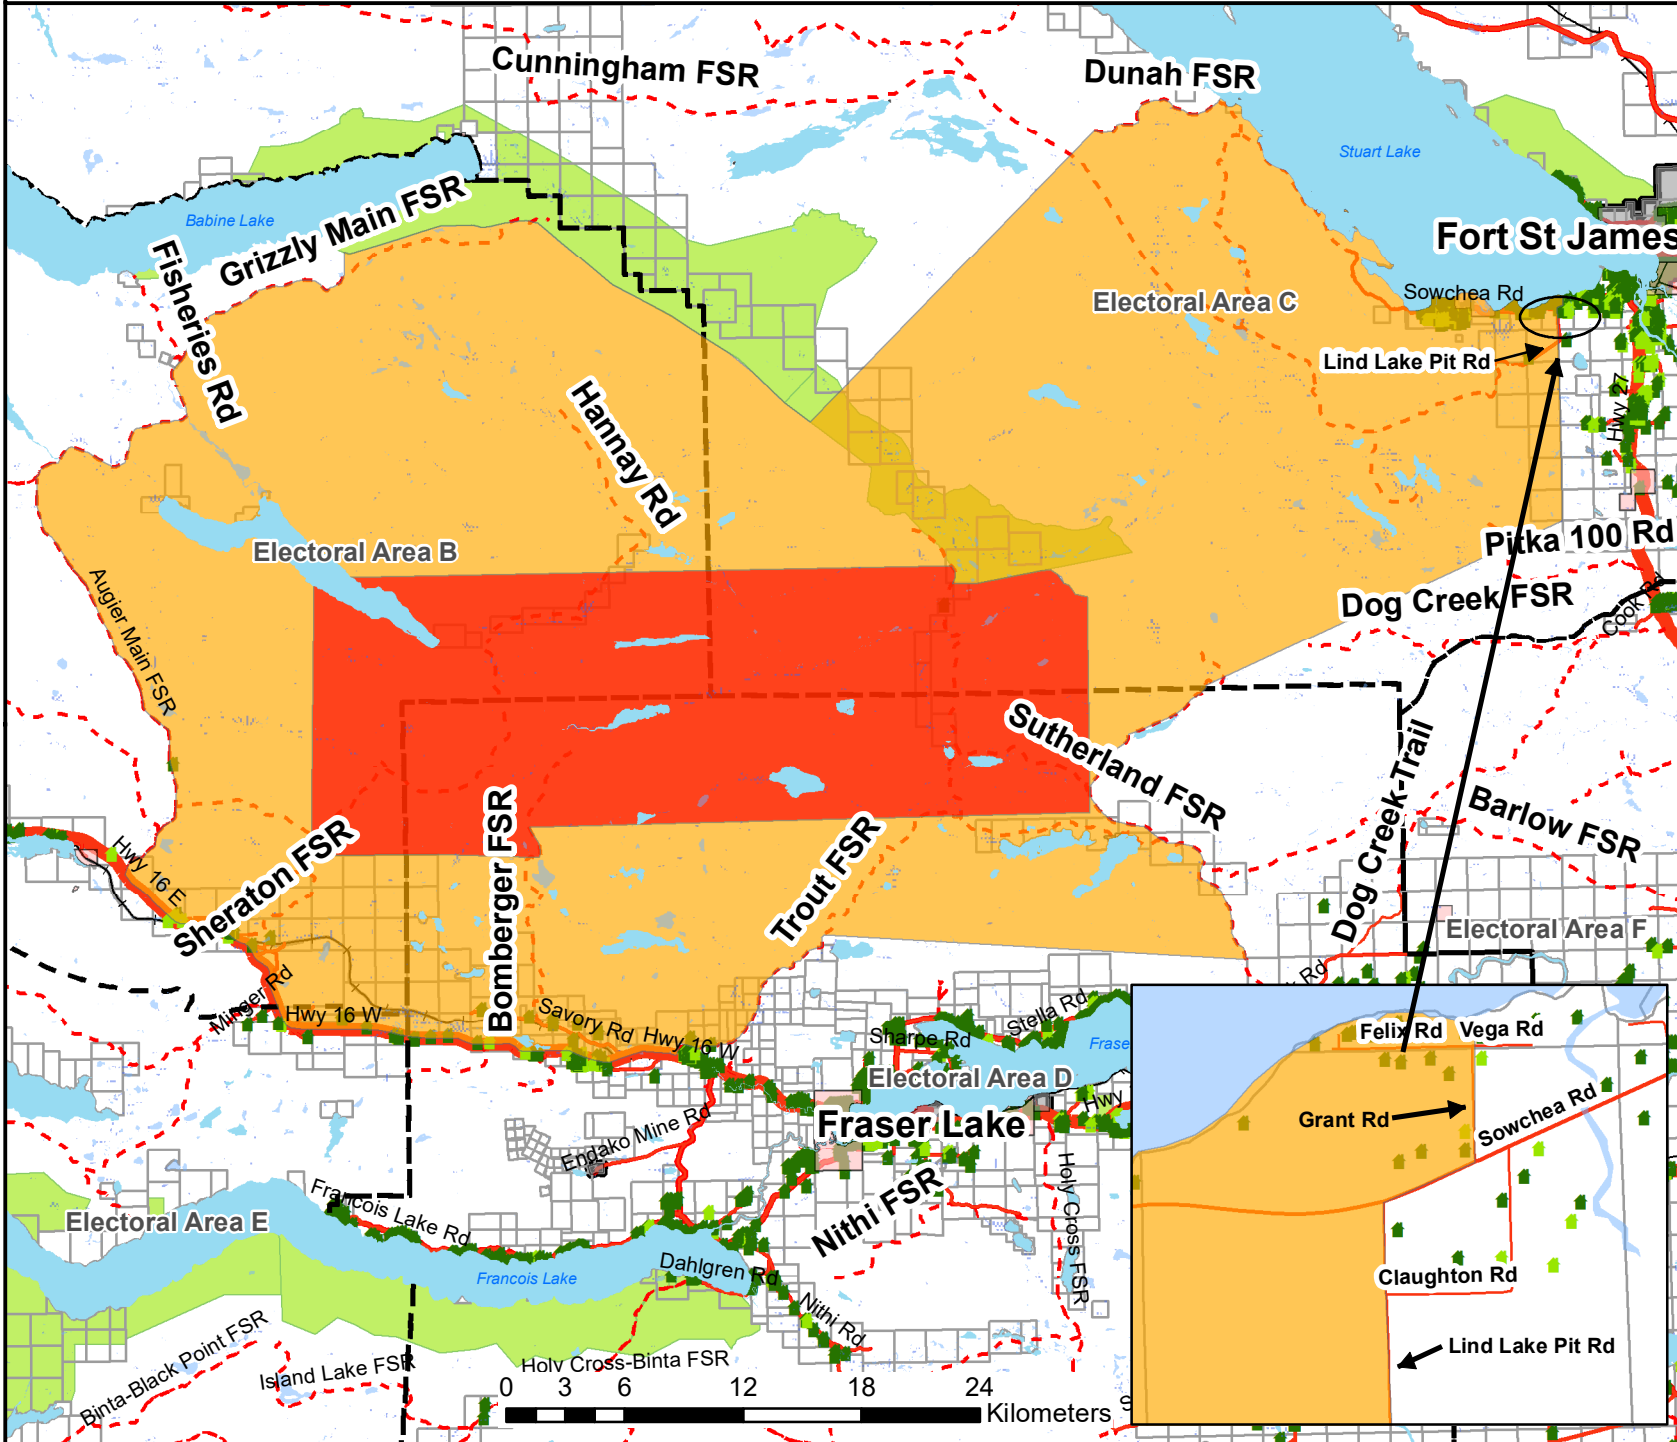 Cunningham FSR
Dunah FSR
Stuart Lake
Babine Lake
Grizzly Main FSR
Fort St James
Fisheries Rd
Electoral Area C
Sowchea Rd
Lind Lake Pit Rd
Hwy 27
Hannay Rd
Electoral Area B
Pitka 100 Rd
Dog Creek FSR
Cook Rd
Augier Main FSR
Sutherland FSR
Dog Creek-Trail
Barlow FSR
Hwy 16 E
Sheraton FSR
Bomberger FSR
Trout FSR
Electoral Area F
Rd
Minger Rd
Hwy 16 W
Savory Rd
Hwy 16 W
Sharpe Rd
Stella Rd
Frase
Electoral Area D
Hwy
Fraser Lake
Endako Mine Rd
Holy Cross FSR
Nithi FSR
Francois Lake Rd
Electoral Area E
Francois Lake
Dahlgren Rd
Nithi Rd
Binta-Black Point FSR
Island Lake FSR
Holy Cross-Binta FSR
0 3 6 12 18 24
Kilometers
Felix Rd
Vega Rd
Grant Rd
Sowchea Rd
Claughton Rd
Lind Lake Pit Rd